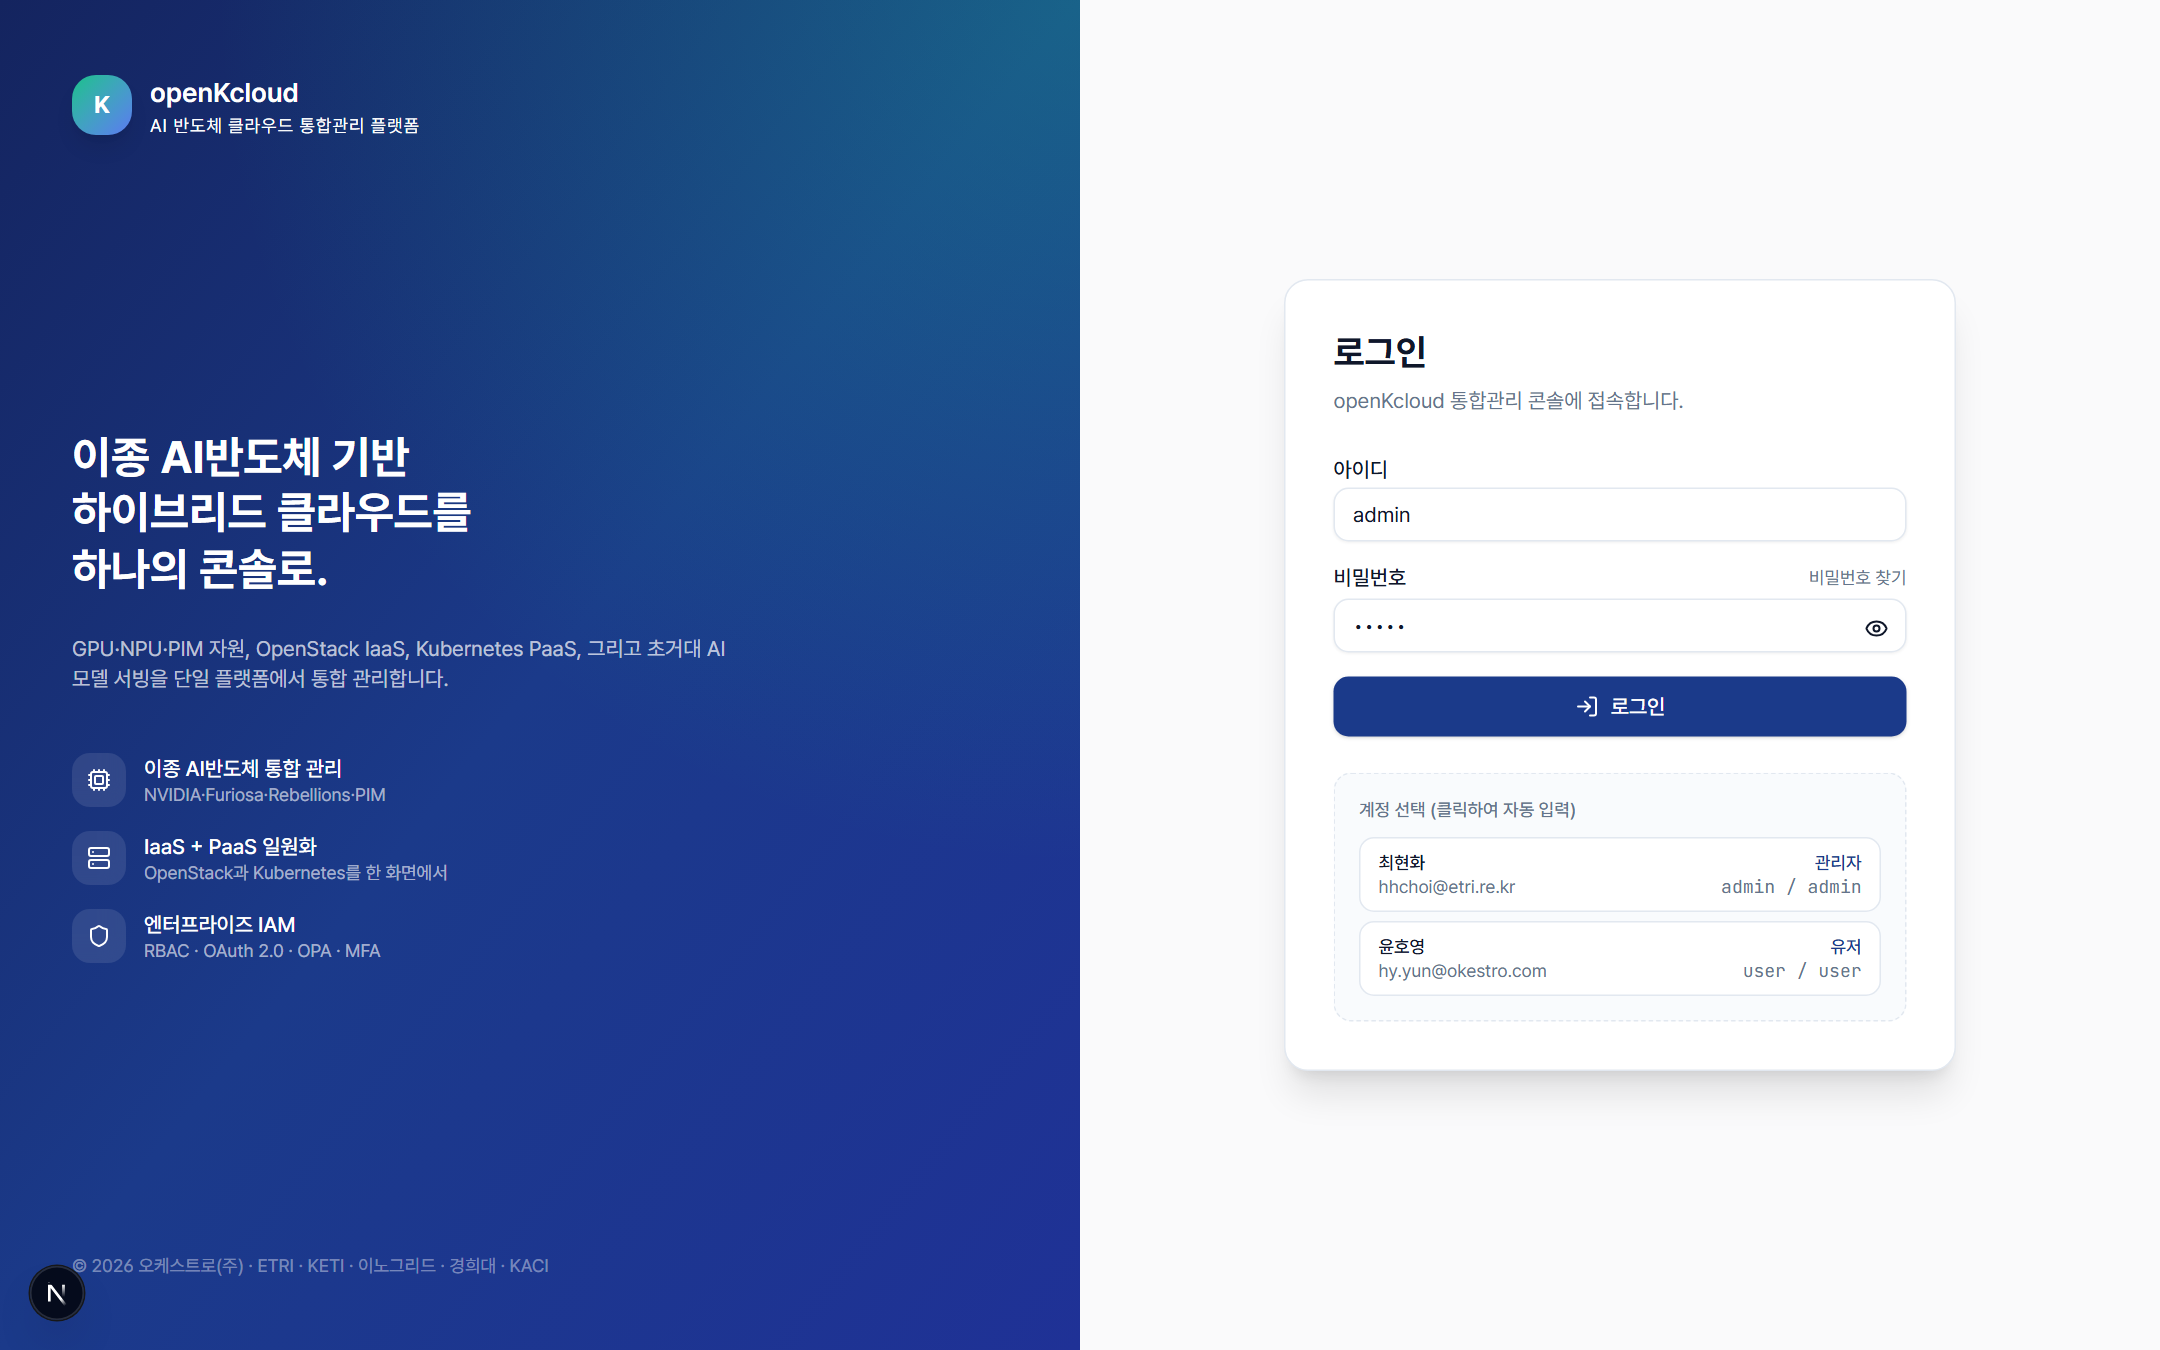 K
openKcloud
AI 반도체 클라우드 통합관리 플랫폼
이종 AI반도체 기반
하이브리드 클라우드를
하나의 콘솔로.
GPU·NPU·PIM 자원, OpenStack IaaS, Kubernetes PaaS, 그리고 초거대 AI
모델 서빙을 단일 플랫폼에서 통합 관리합니다.
이종 AI반도체 통합 관리
NVIDIA·Furiosa·Rebellions·PIM
IaaS + PaaS 일원화
OpenStack과 Kubernetes를 한 화면에서
엔터프라이즈 IAM
RBAC · OAuth 2.0 · OPA · MFA
© 2026 오케스트로(주) · ETRI · KETI · 이노그리드 · 경희대 · KACI
N
로그인
openKcloud 통합관리 콘솔에 접속합니다.
아이디
admin
비밀번호 비밀번호 찾기
•••••
로그인
계정 선택 (클릭하여 자동 입력)
최현화 관리자
hhchoi@etri.re.kr admin / admin
윤호영 유저
hy.yun@okestro.com user / user